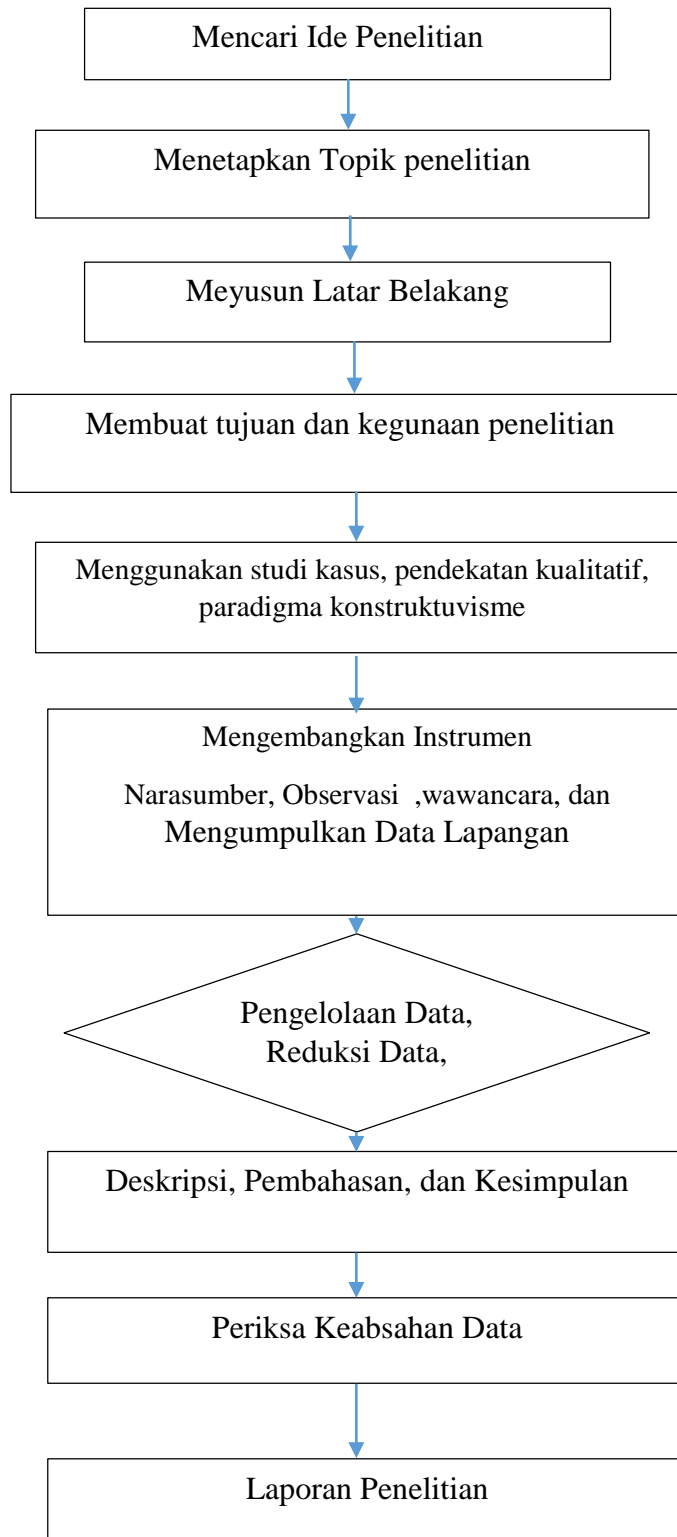 Mencari Ide Penelitian
Menetapkan Topik penelitian
Meyusun Latar Belakang
Membuat tujuan dan kegunaan penelitian
Menggunakan studi kasus, pendekatan kualitatif,
paradigma konstruktuvisme
Mengembangkan Instrumen
Narasumber, Observasi ,wawancara, dan
Mengumpulkan Data Lapangan
Pengelolaan Data,
Reduksi Data,
Deskripsi, Pembahasan, dan Kesimpulan
Periksa Keabsahan Data
Laporan Penelitian